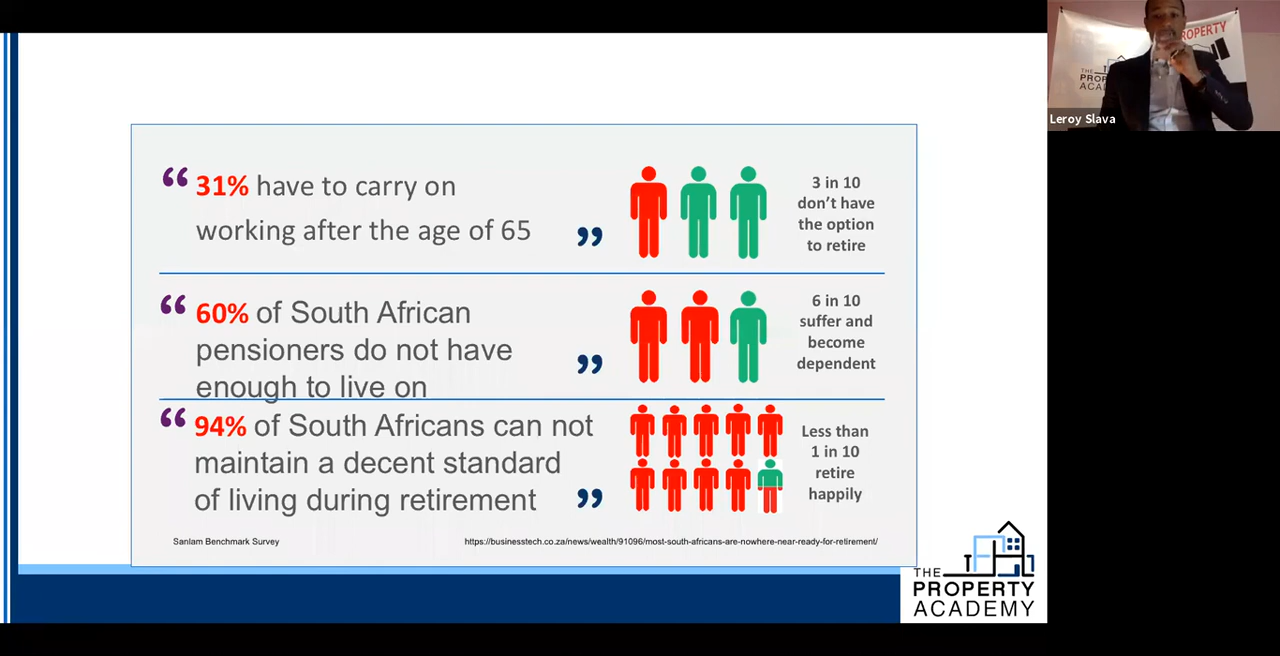 “ 31% have to carry on
working after the age of 65 ”
3 in 10
don’t have
the option
to retire
“ 60% of South African
pensioners do not have
enough to live on ”
6 in 10
suffer and
become
dependent
“ 94% of South Africans can not
maintain a decent standard
of living during retirement ”
Less than
1 in 10
retire
happily
Sanlam Benchmark Survey
https://businesstech.co.za/news/wealth/91096/most-south-africans-are-nowhere-near-ready-for-retirement/
THE
PROPERTY
ACADEMY
PROPERTY
THE
PROP
ACA
Leroy Slava